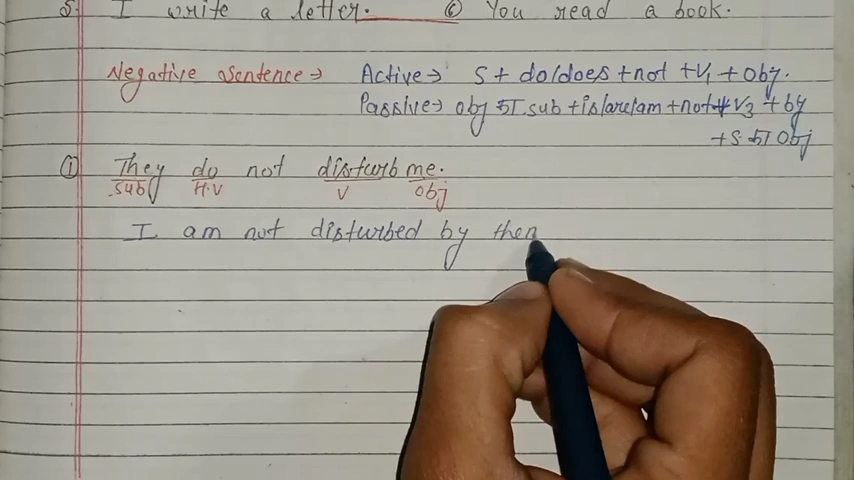 5. I write a letter. ⑥ You read a book.
Negative Sentence ⇒ Active → S + do/does + not + V₁ + Obj.
Passive → Obj का sub + is/are/am + not + V₃ + by
+ S का Obj
① They do not disturb me.
Sub H.V V Obj
I am not disturbed by then